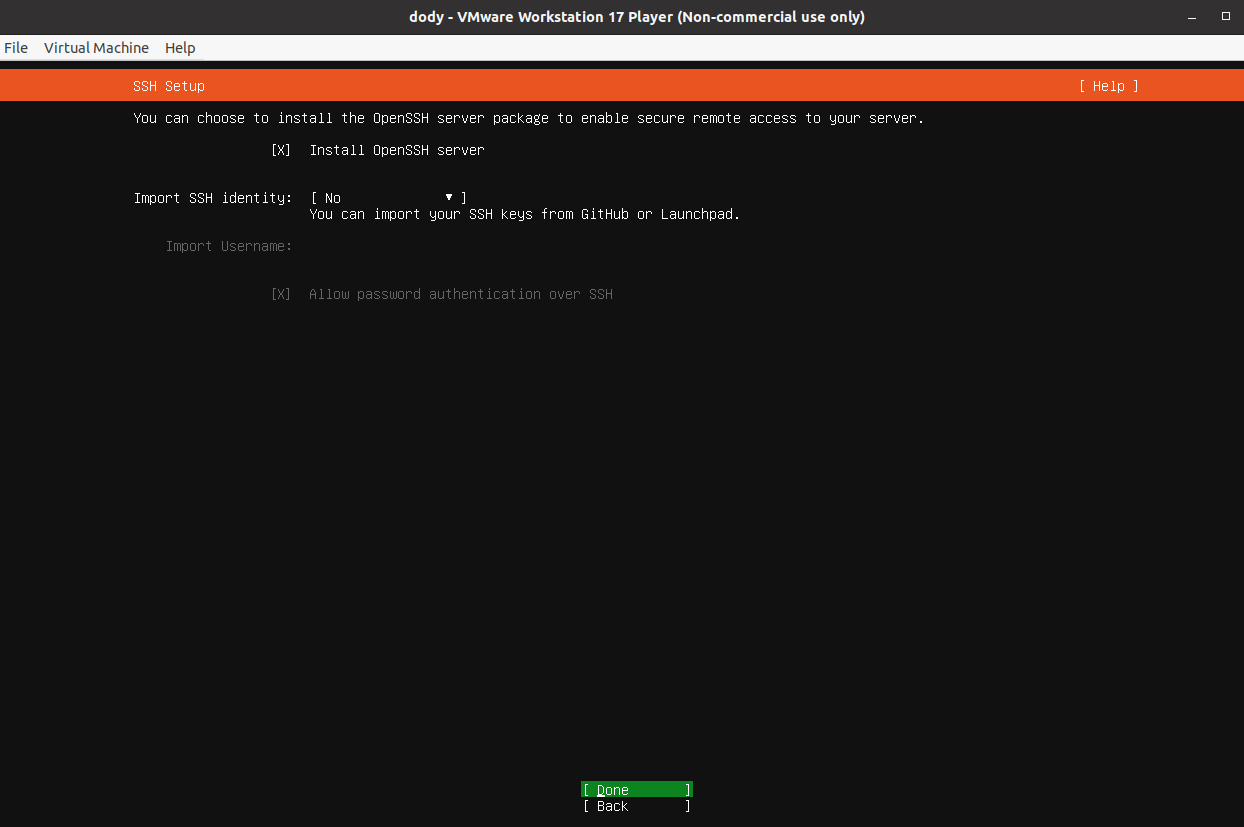 dody - VMware Workstation 17 Player (Non-commercial use only)
File Virtual Machine Help
SSH Setup [ Help ]
You can choose to install the OpenSSH server package to enable secure remote access to your server.
[X] Install OpenSSH server
Import SSH identity: [ No ▾ ]
You can import your SSH keys from GitHub or Launchpad.
Import Username:
[X] Allow password authentication over SSH
[ Done ]
[ Back ]